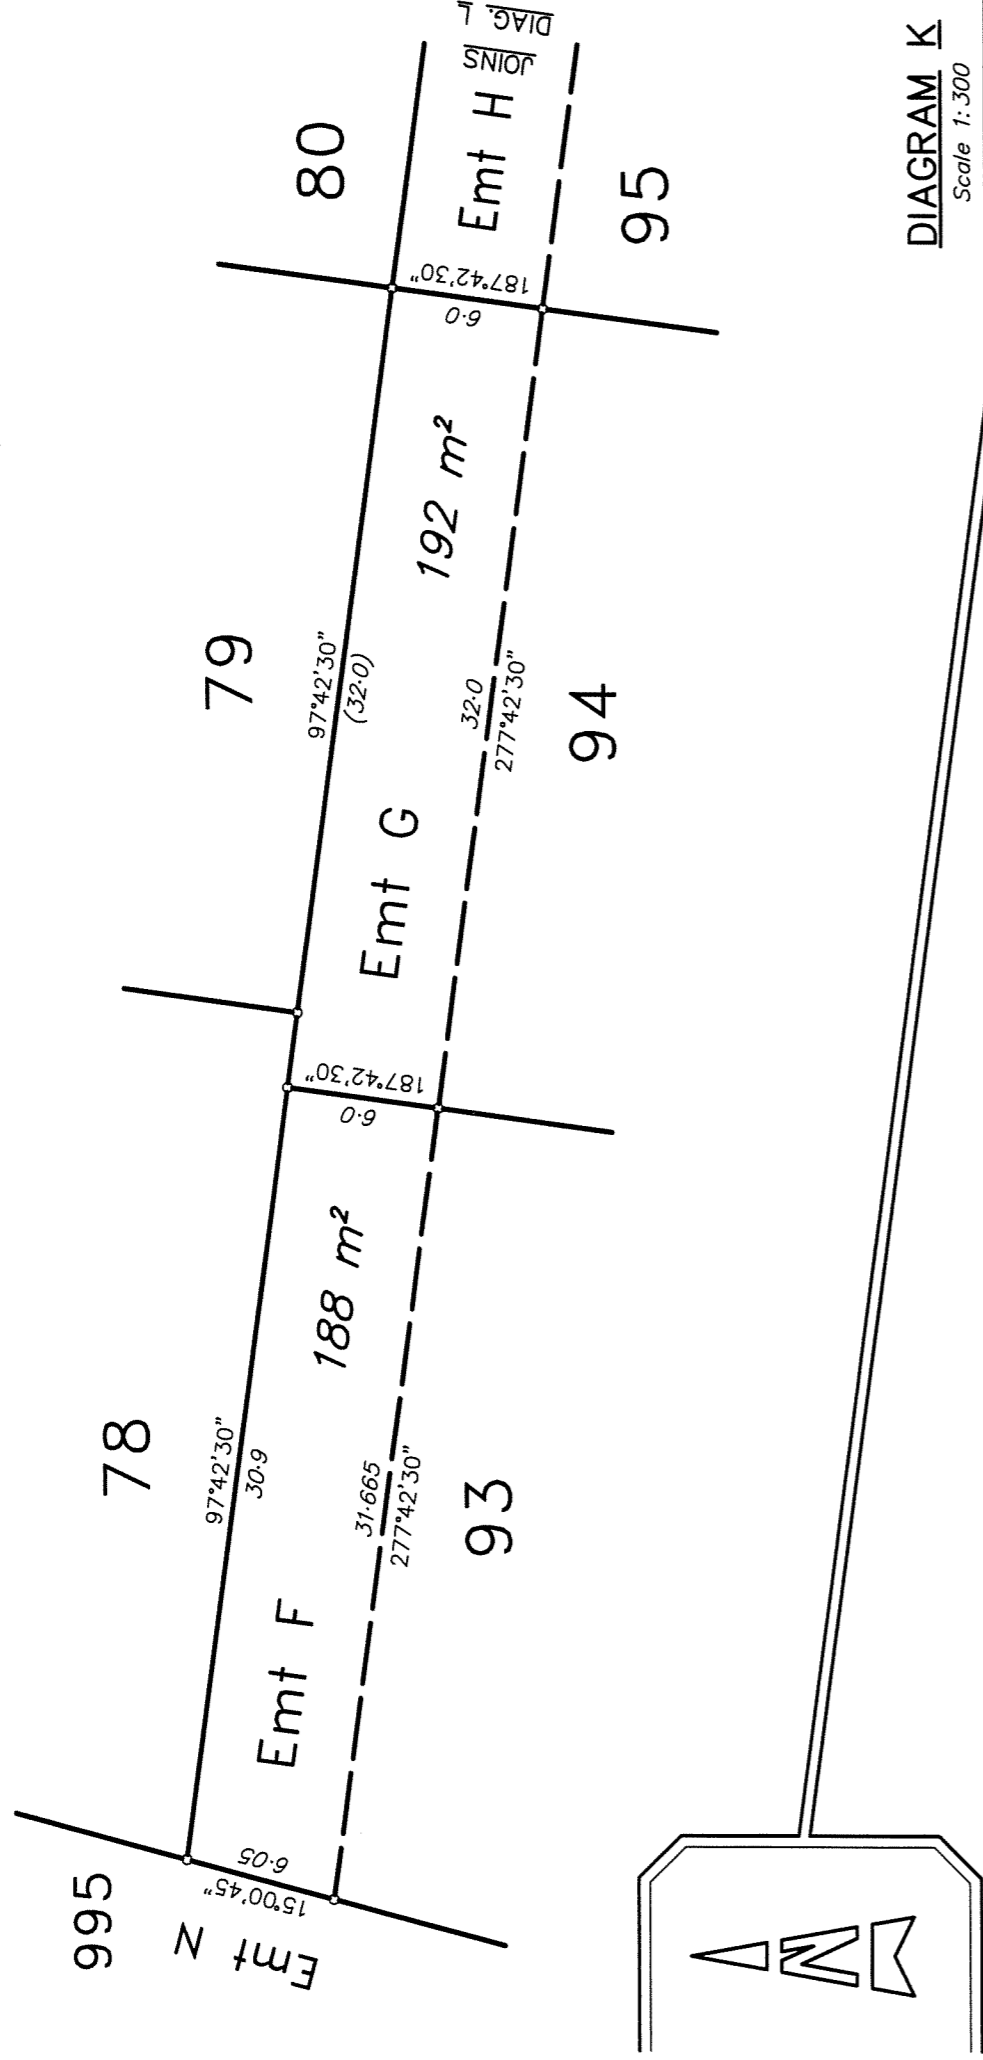 995
Emt N
15°00'45"
6·05
78
97°42'30"
30·9
Emt F
188 m²
31·665
277°42'30"
93
187°42'30"
6·0
79
97°42'30"
(32·0)
Emt G
192 m²
32·0
277°42'30"
94
187°42'30"
6·0
80
Emt H
JOINS
DIAG. L
95
N
DIAGRAM K
Scale 1:300